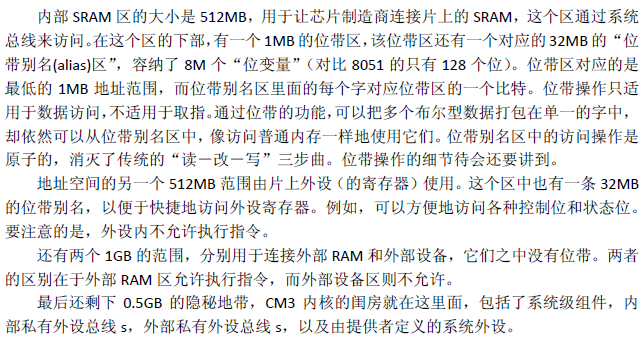 内部 SRAM 区的大小是 512MB，用于让芯片制造商连接片上的 SRAM，这个区通过系统
总线来访问。在这个区的下部，有一个 1MB 的位带区，该位带区还有一个对应的 32MB 的“位
带别名(alias)区”，容纳了 8M 个“位变量”（对比 8051 的只有 128 个位）。位带区对应的是
最低的 1MB 地址范围，而位带别名区里面的每个字对应位带区的一个比特。位带操作只适
用于数据访问，不适用于取指。通过位带的功能，可以把多个布尔型数据打包在单一的字中，
却依然可以从位带别名区中，像访问普通内存一样地使用它们。位带别名区中的访问操作是
原子的，消灭了传统的“读－改－写”三步曲。位带操作的细节待会还要讲到。
地址空间的另一个 512MB 范围由片上外设（的寄存器）使用。这个区中也有一条 32MB
的位带别名，以便于快捷地访问外设寄存器。例如，可以方便地访问各种控制位和状态位。
要注意的是，外设内不允许执行指令。
还有两个 1GB 的范围，分别用于连接外部 RAM 和外部设备，它们之中没有位带。两者
的区别在于外部 RAM 区允许执行指令，而外部设备区则不允许。
最后还剩下 0.5GB 的隐秘地带，CM3 内核的闺房就在这里面，包括了系统级组件，内
部私有外设总线 s，外部私有外设总线 s，以及由提供者定义的系统外设。